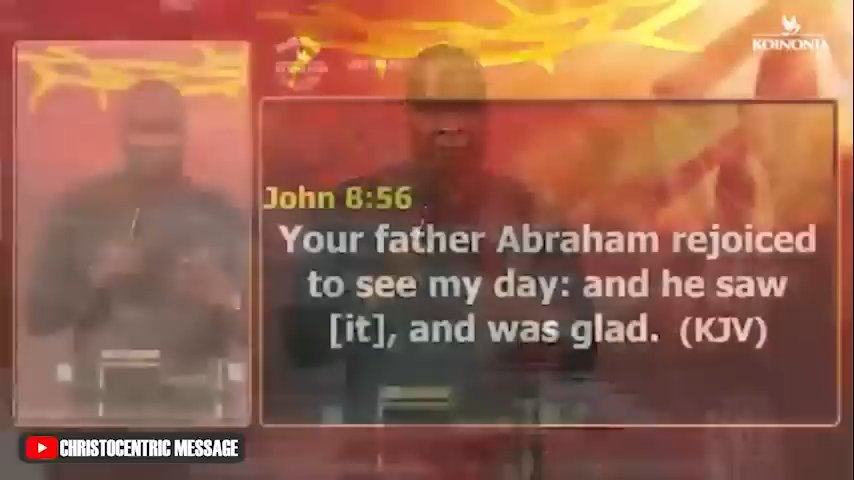 KOINONIA
John 8:56
Your father Abraham rejoiced
to see my day: and he saw
[it], and was glad. (KJV)
CHRISTOCENTRIC MESSAGE